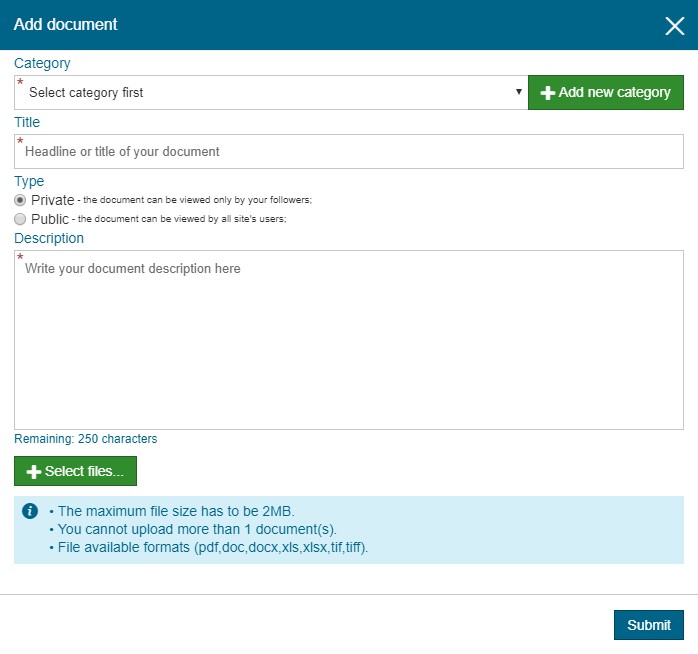 Add document
Category
* Select category first
Add new category
Title
* Headline or title of your document
Type
Private - the document can be viewed only by your followers;
Public - the document can be viewed by all site's users;
Description
* Write your document description here
Remaining: 250 characters
Select files...
• The maximum file size has to be 2MB.
• You cannot upload more than 1 document(s).
• File available formats (pdf,doc,docx,xls,xlsx,tif,tiff).
Submit